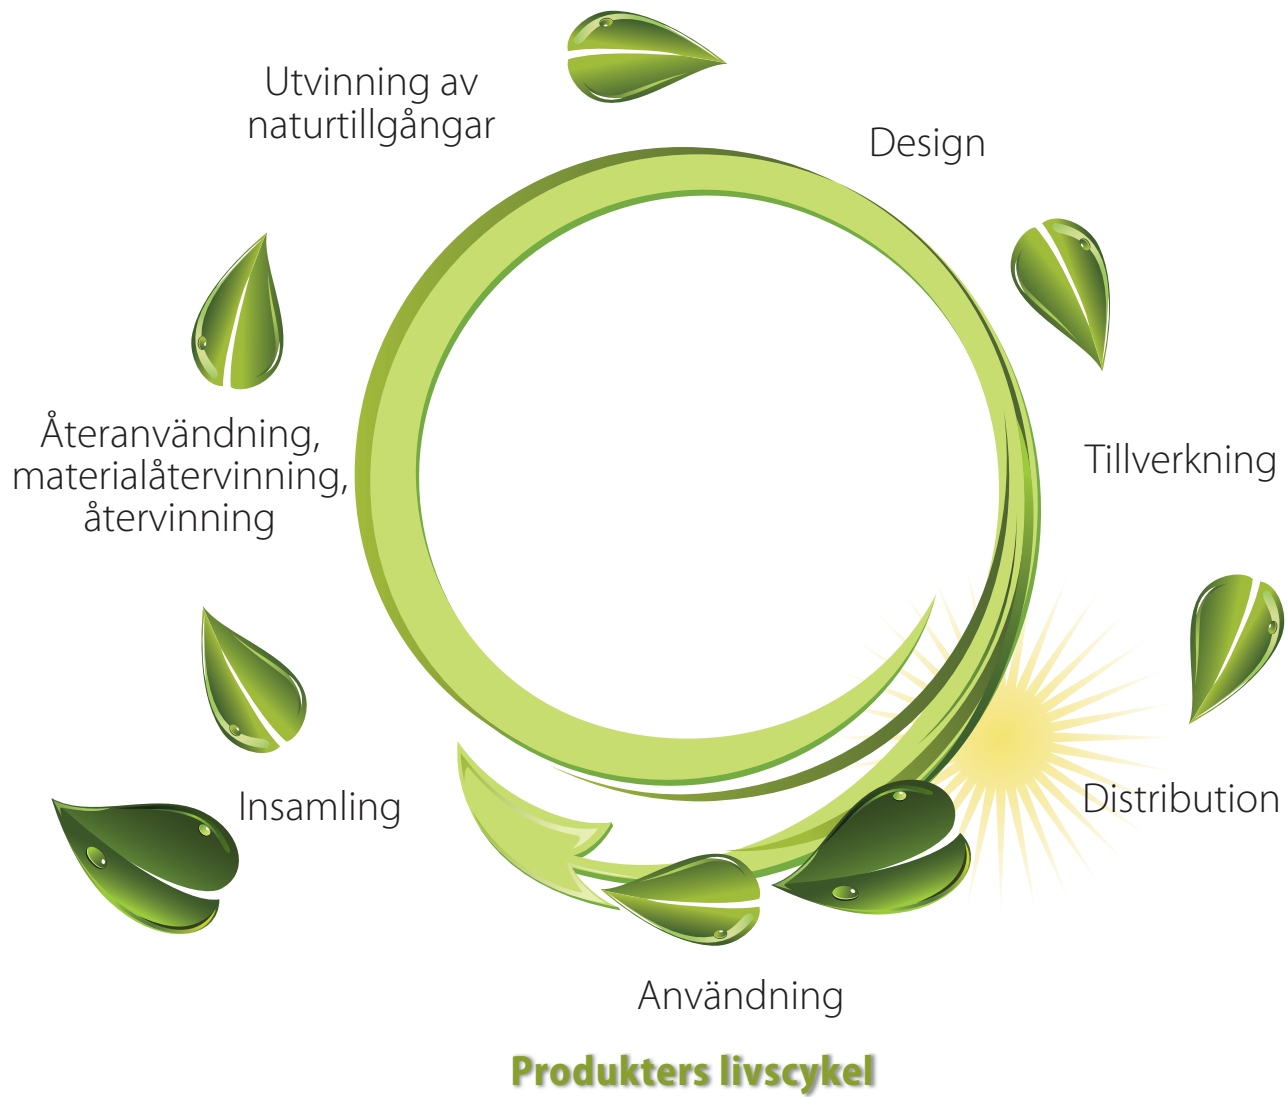 Utvinning av
naturtillgångar
Design
Tillverkning
Distribution
Användning
Insamling
Återanvändning,
materialåtervinning,
återvinning
Produkters livscykel